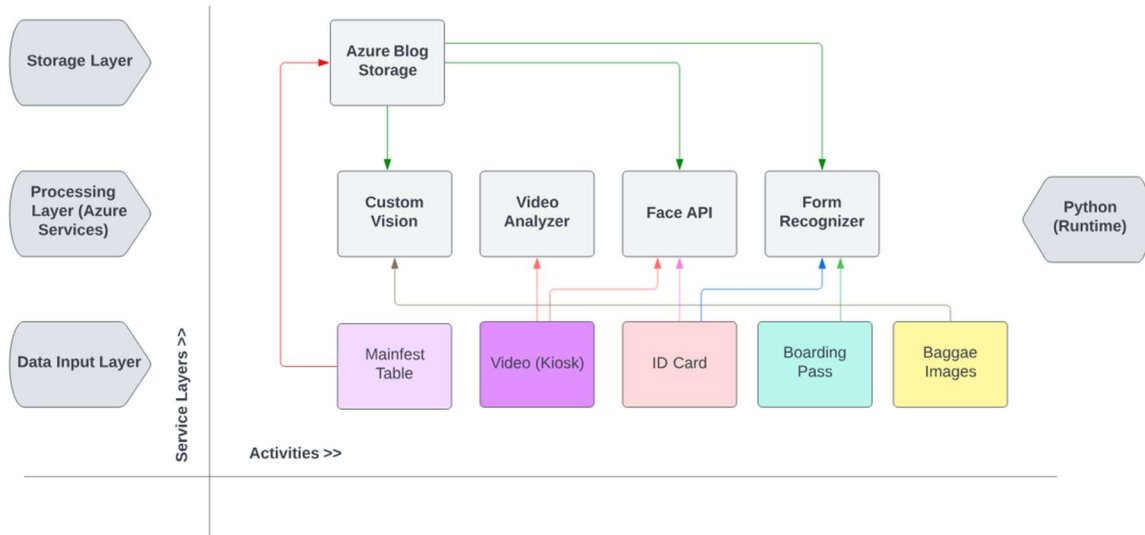 Storage Layer
Azure Blog
Storage
Processing
Layer (Azure
Services)
Custom
Vision
Video
Analyzer
Face API
Form
Recognizer
Python
(Runtime)
Data Input Layer
Service Layers >>
Mainfest
Table
Video (Kiosk)
ID Card
Boarding
Pass
Baggae
Images
Activities >>